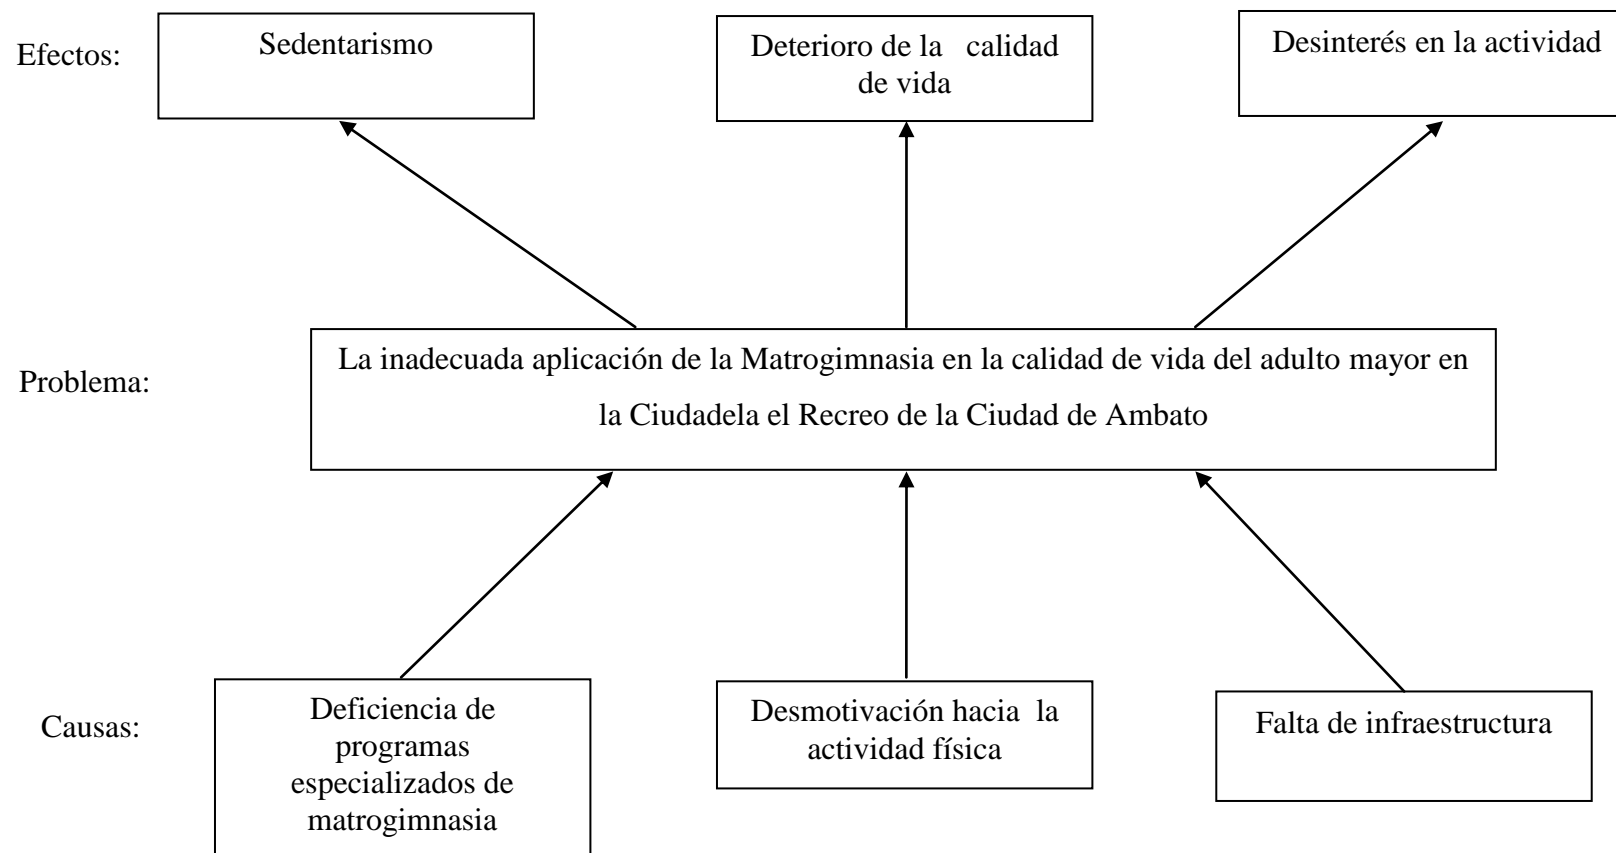 Efectos:
Sedentarismo
Deterioro de la calidad
de vida
Desinterés en la actividad
Problema:
La inadecuada aplicación de la Matrogimnasia en la calidad de vida del adulto mayor en
la Ciudadela el Recreo de la Ciudad de Ambato
Causas:
Deficiencia de
programas
especializados de
matrogimnasia
Desmotivación hacia la
actividad física
Falta de infraestructura